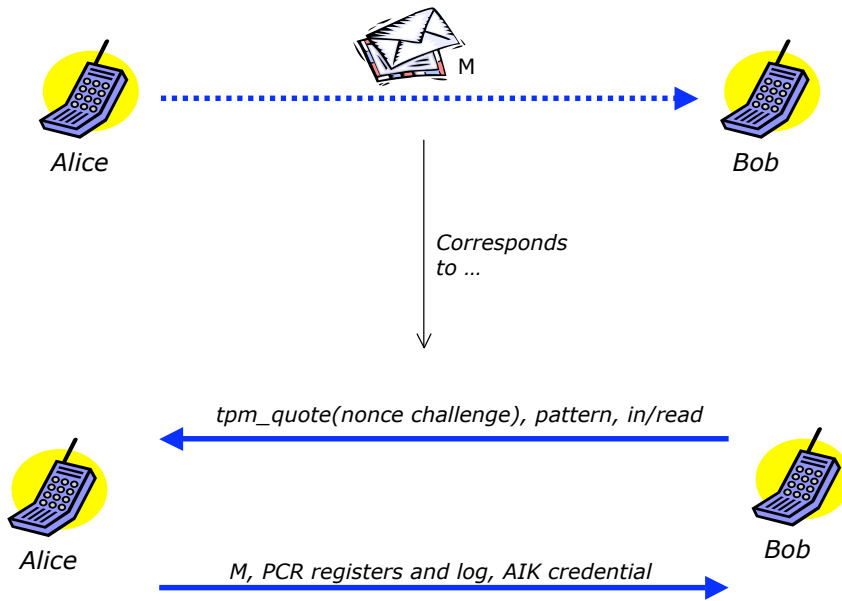 M
Alice
Bob
Corresponds
to …
tpm_quote(nonce challenge), pattern, in/read
Alice
Bob
M, PCR registers and log, AIK credential